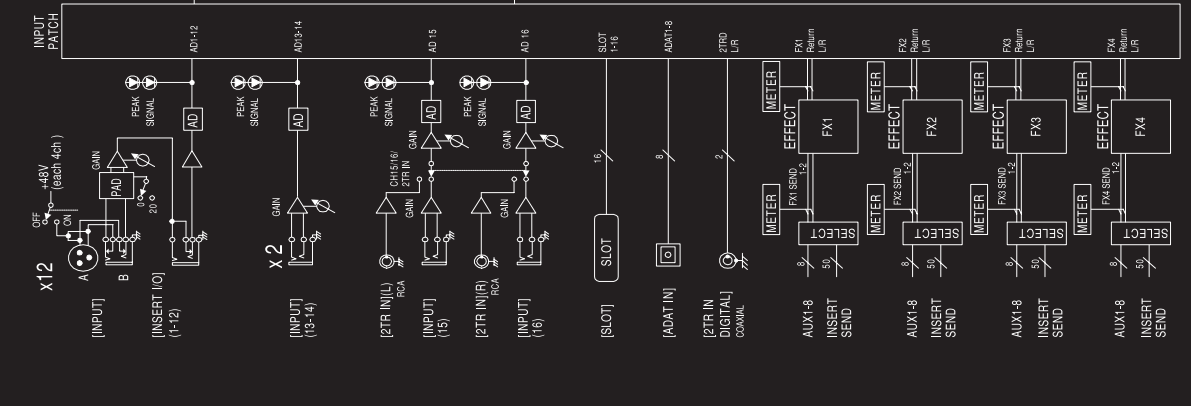 INPUT
PATCH
AD1-12
AD13-14
AD 15
AD 16
SLOT
1-16
ADAT1-8
2TRD
L/R
FX1
Return
L/R
FX2
Return
L/R
FX3
Return
L/R
FX4
Return
L/R
PEAK
SIGNAL
PEAK
SIGNAL
PEAK
SIGNAL
PEAK
SIGNAL
METER
METER
METER
METER
AD
AD
AD
AD
EFFECT
FX1
EFFECT
FX2
EFFECT
FX3
EFFECT
FX4
+48V
(each 4ch )
OFF
ON
GAIN
PAD
0
20
GAIN
GAIN
GAIN
CH15/16/
2TR IN
GAIN
GAIN
16
8
2
1-2
1-2
1-2
1-2
FX1 SEND
FX2 SEND
FX3 SEND
FX4 SEND
METER
METER
METER
METER
SELECT
SELECT
SELECT
SELECT
x12
A
B
x 2
SLOT
8
50
8
50
8
50
8
50
[INPUT]
[INSERT I/O]
(1-12)
[INPUT]
(13-14)
[2TR IN](L)
RCA
[INPUT]
(15)
[2TR IN](R)
RCA
[INPUT]
(16)
[SLOT]
[ADAT IN]
[2TR IN
DIGITAL]
COAXIAL
AUX1-8
INSERT
SEND
AUX1-8
INSERT
SEND
AUX1-8
INSERT
SEND
AUX1-8
INSERT
SEND